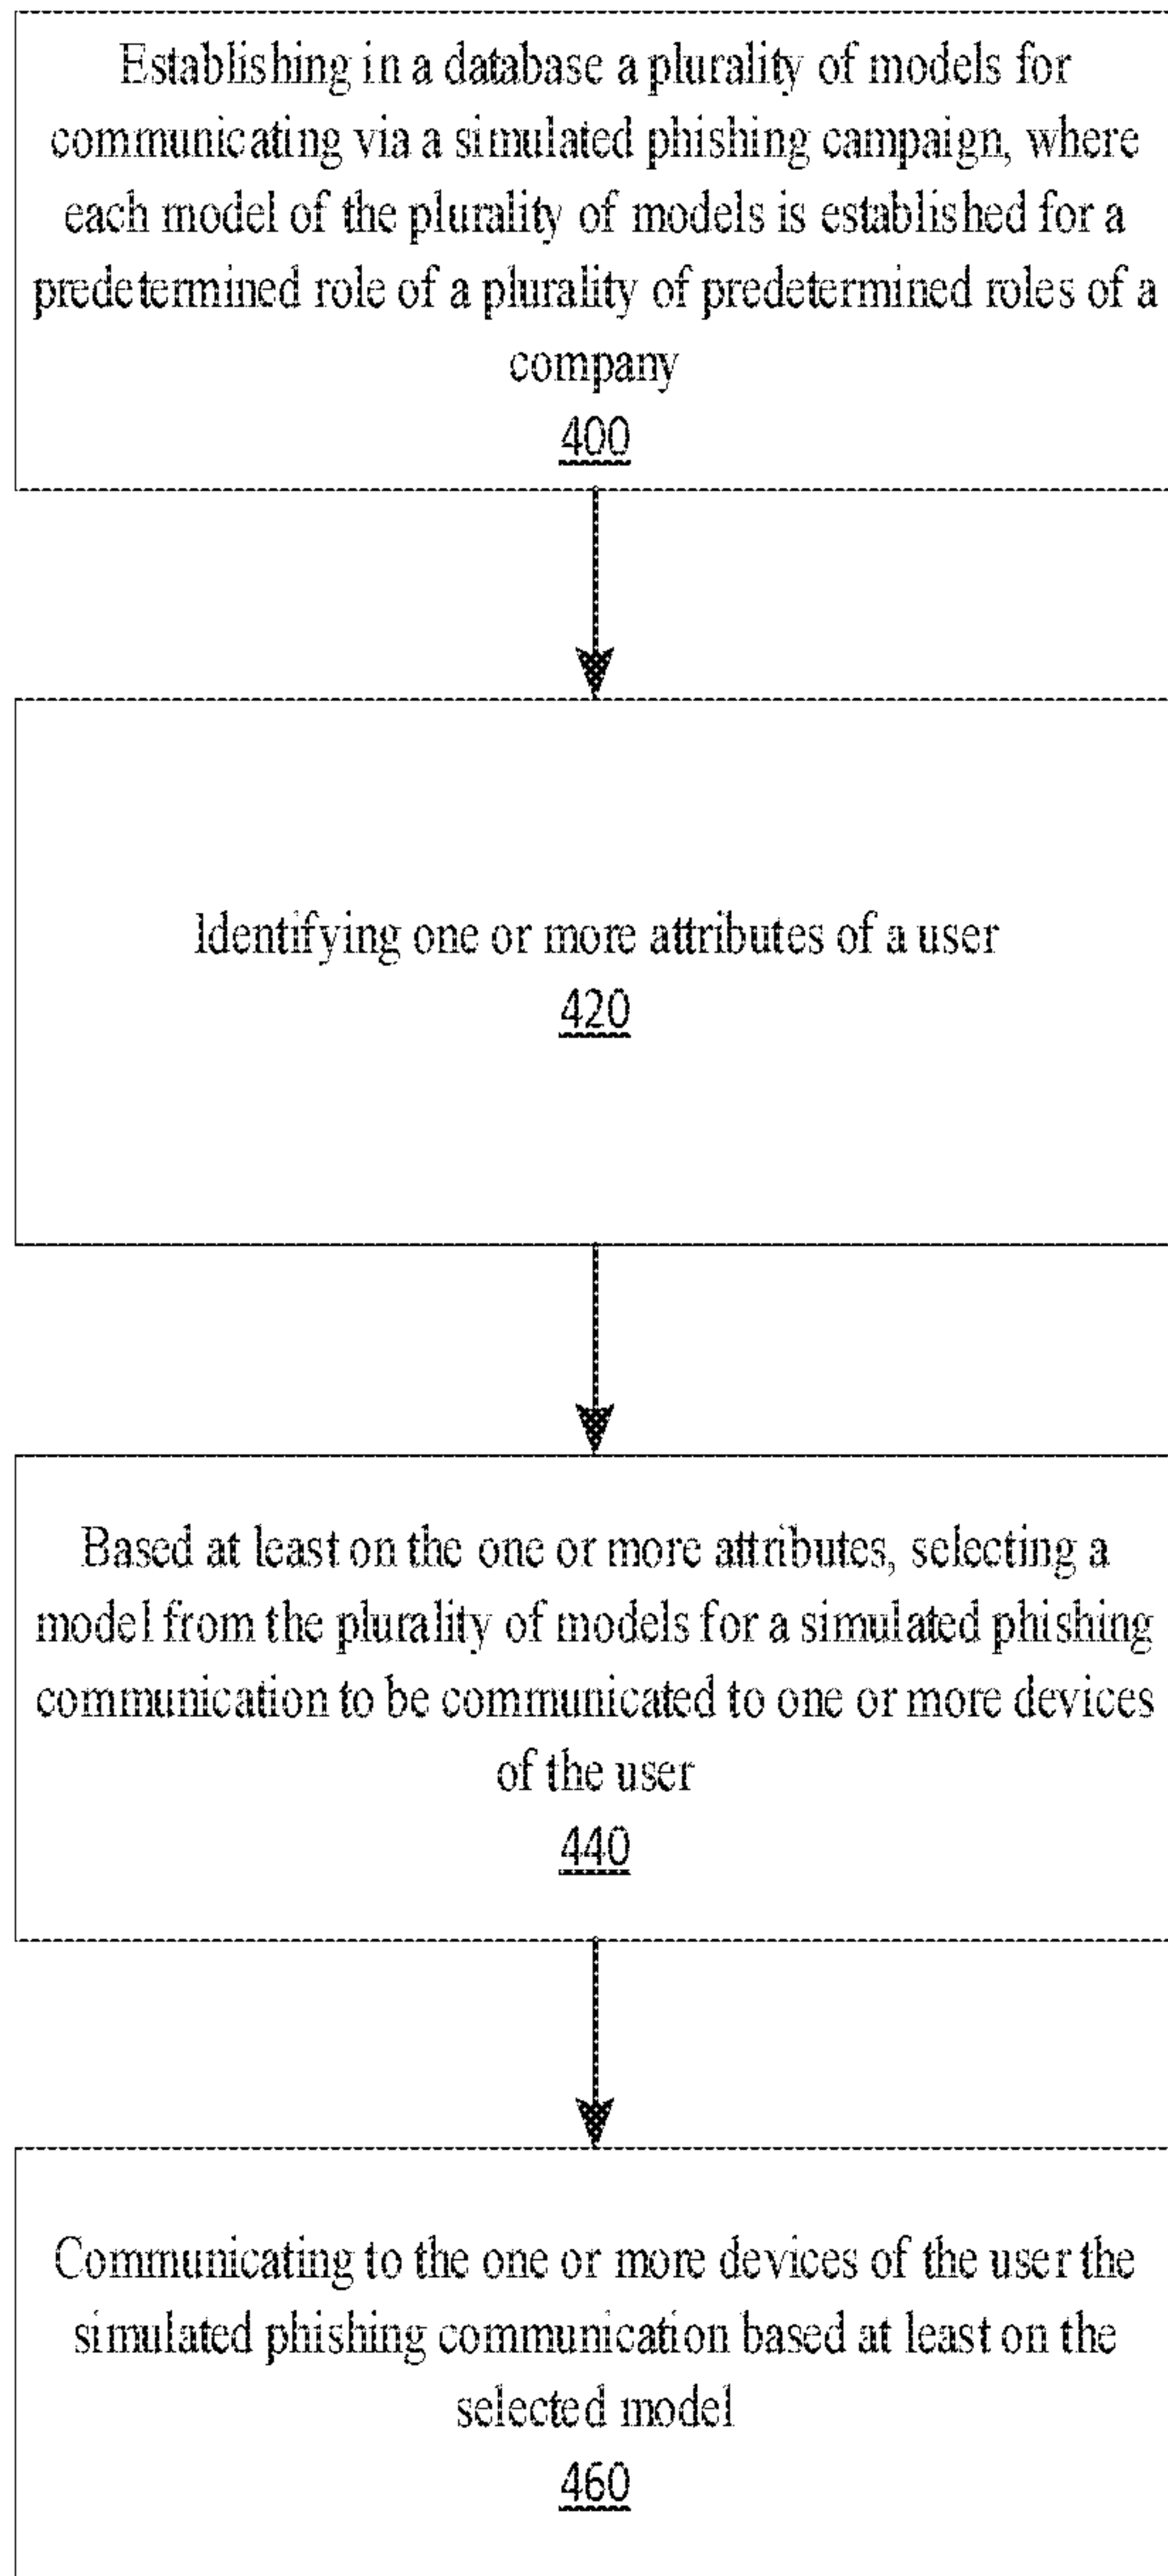 Establishing in a database a plurality of models for
communicating via a simulated phishing campaign, where
each model of the plurality of models is established for a
predetermined role of a plurality of predetermined roles of a
company
400
Identifying one or more attributes of a user
420
Based at least on the one or more attributes, selecting a
model from the plurality of models for a simulated phishing
communication to be communicated to one or more devices
of the user
440
Communicating to the one or more devices of the user the
simulated phishing communication based at least on the
selected model
460